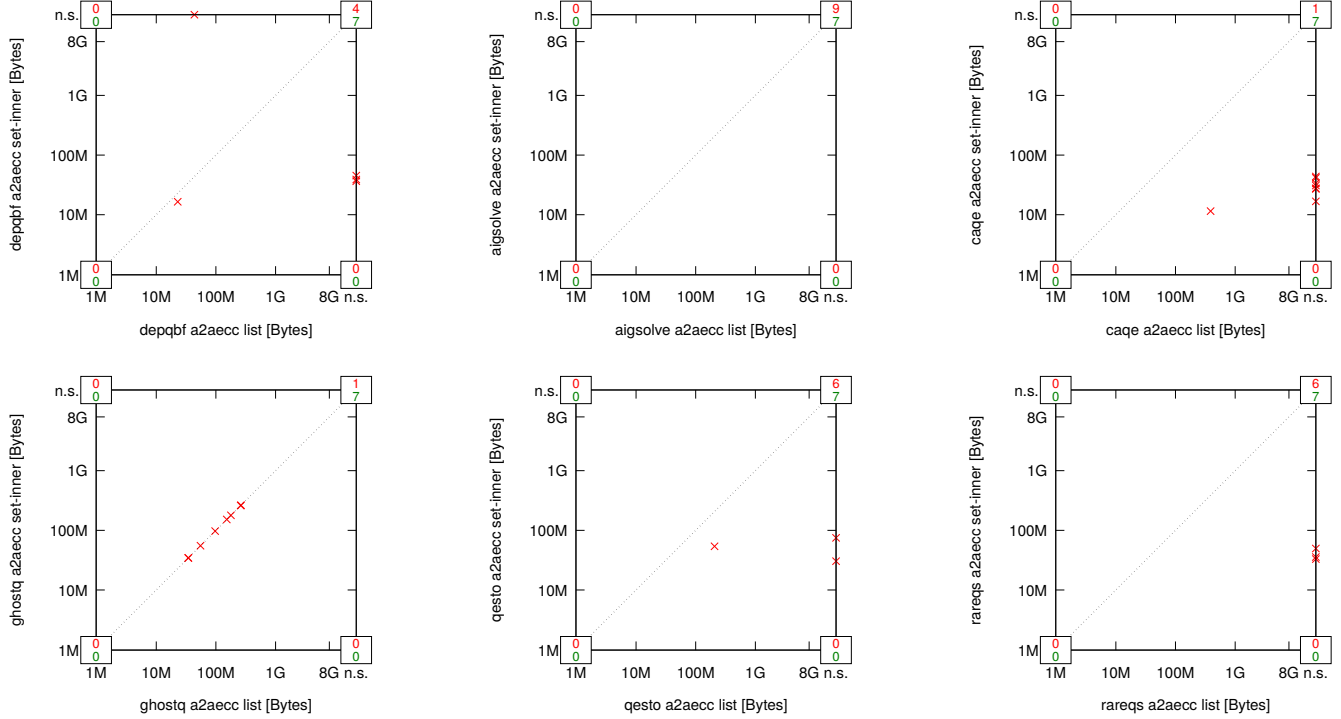 depqbf a2aecc set-inner [Bytes]
n.s.
8G
1G
100M
10M
1M
0
0
4
7
0
0
0
0
1M 10M 100M 1G 8G n.s.
depqbf a2aecc list [Bytes]
aigsolve a2aecc set-inner [Bytes]
n.s.
8G
1G
100M
10M
1M
0
0
9
7
0
0
0
0
1M 10M 100M 1G 8G n.s.
aigsolve a2aecc list [Bytes]
caqe a2aecc set-inner [Bytes]
n.s.
8G
1G
100M
10M
1M
0
0
1
7
0
0
0
0
1M 10M 100M 1G 8G n.s.
caqe a2aecc list [Bytes]
ghostq a2aecc set-inner [Bytes]
n.s.
8G
1G
100M
10M
1M
0
0
1
7
0
0
0
0
1M 10M 100M 1G 8G n.s.
ghostq a2aecc list [Bytes]
qesto a2aecc set-inner [Bytes]
n.s.
8G
1G
100M
10M
1M
0
0
6
7
0
0
0
0
1M 10M 100M 1G 8G n.s.
qesto a2aecc list [Bytes]
rareqs a2aecc set-inner [Bytes]
n.s.
8G
1G
100M
10M
1M
0
0
6
7
0
0
0
0
1M 10M 100M 1G 8G n.s.
rareqs a2aecc list [Bytes]